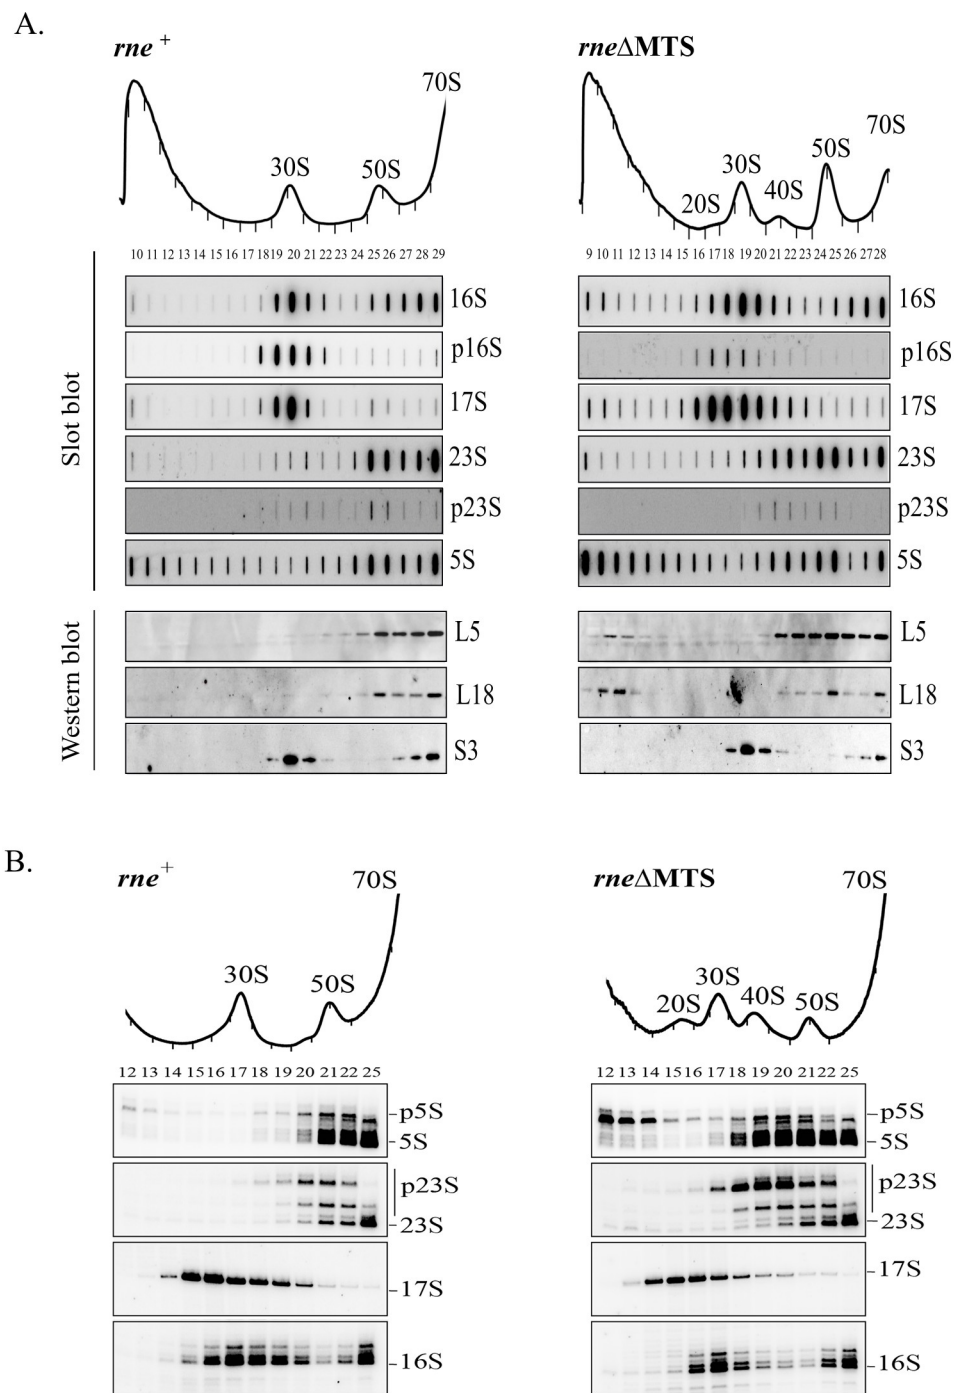 A.
rne +
rneΔMTS
30S
50S
70S
20S
30S
40S
50S
70S
10 11 12 13 14 15 16 17 18 19 20 21 22 23 24 25 26 27 28 29
9 10 11 12 13 14 15 16 17 18 19 20 21 22 23 24 25 26 27 28
Slot blot
16S
p16S
17S
23S
p23S
5S
16S
p16S
17S
23S
p23S
5S
Western blot
L5
L18
S3
L5
L18
S3
B.
rne+
rneΔMTS
30S
50S
70S
20S
30S
40S
50S
70S
12 13 14 15 16 17 18 19 20 21 22 25
12 13 14 15 16 17 18 19 20 21 22 25
p5S
5S
p23S
23S
17S
16S
p5S
5S
p23S
23S
17S
16S